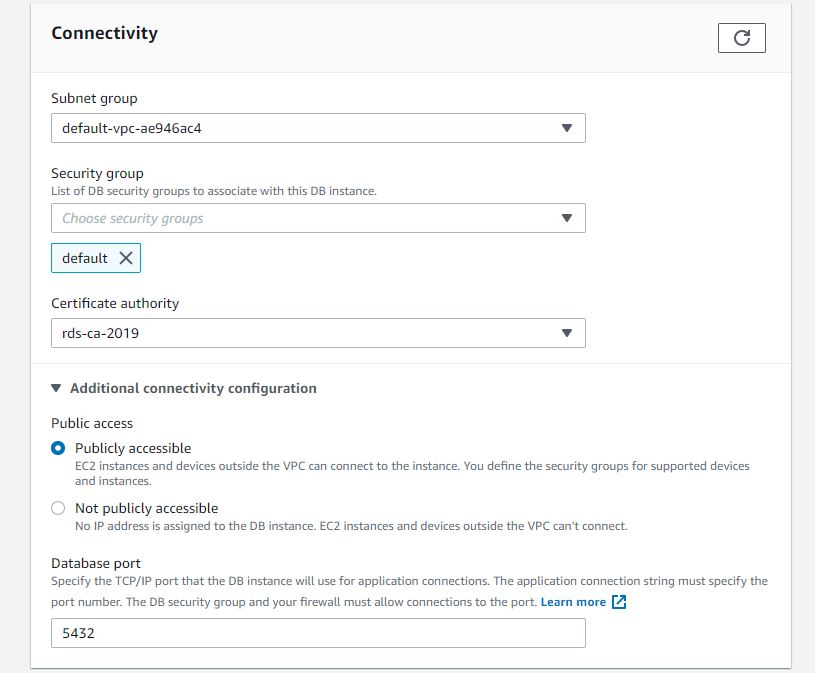 Connectivity
Subnet group
default-vpc-ae946ac4
Security group
List of DB security groups to associate with this DB instance.
Choose security groups
default
Certificate authority
rds-ca-2019
Additional connectivity configuration
Public access
Publicly accessible
EC2 instances and devices outside the VPC can connect to the instance. You define the security groups for supported devices
and instances.
Not publicly accessible
No IP address is assigned to the DB instance. EC2 instances and devices outside the VPC can't connect.
Database port
Specify the TCP/IP port that the DB instance will use for application connections. The application connection string must specify the
port number. The DB security group and your firewall must allow connections to the port. Learn more
5432